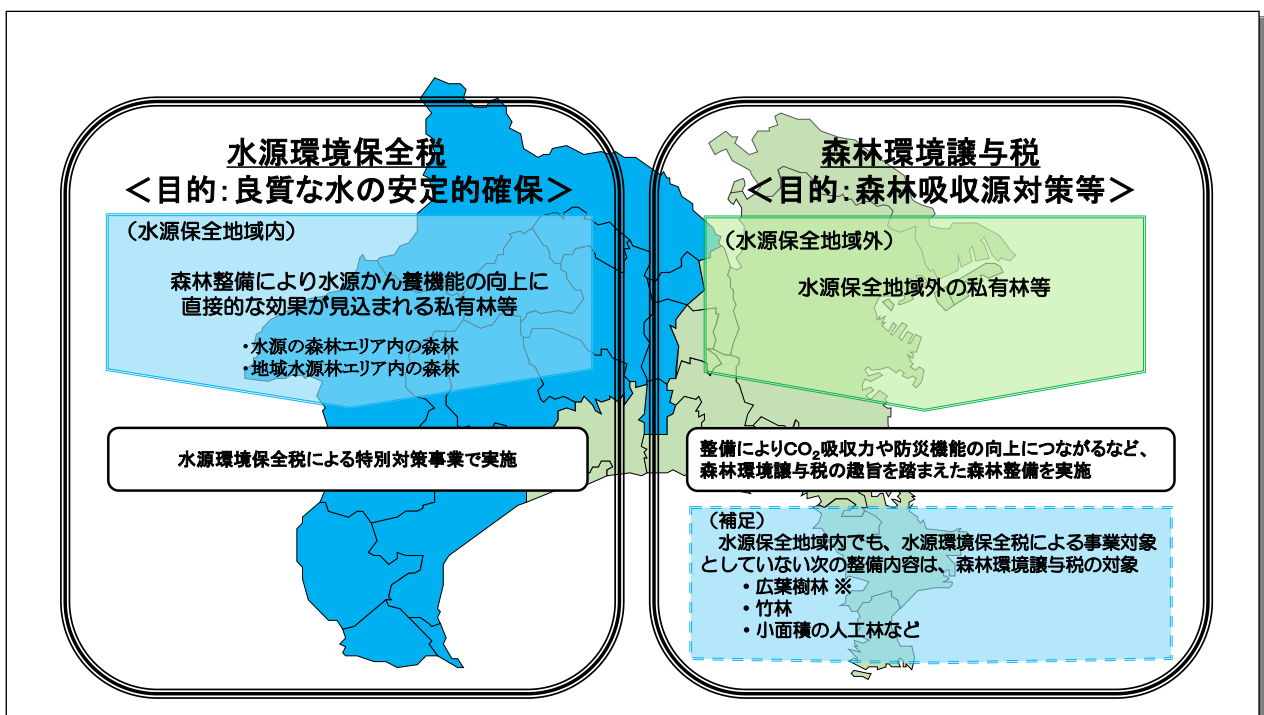 水源環境保全税
＜目的：良質な水の安定的確保＞
（水源保全地域内）
森林整備により水源かん養機能の向上に
直接的な効果が見込まれる私有林等
・水源の森林エリア内の森林
・地域水源林エリア内の森林
水源環境保全税による特別対策事業で実施
森林環境譲与税
＜目的：森林吸収源対策等＞
（水源保全地域外）
水源保全地域外の私有林等
整備によりCO₂吸収力や防災機能の向上につながるなど、
森林環境譲与税の趣旨を踏まえた森林整備を実施
（補足）
水源保全地域内でも、水源環境保全税による事業対象
としていない次の整備内容は、森林環境譲与税の対象
・広葉樹林 ※
・竹林
・小面積の人工林など